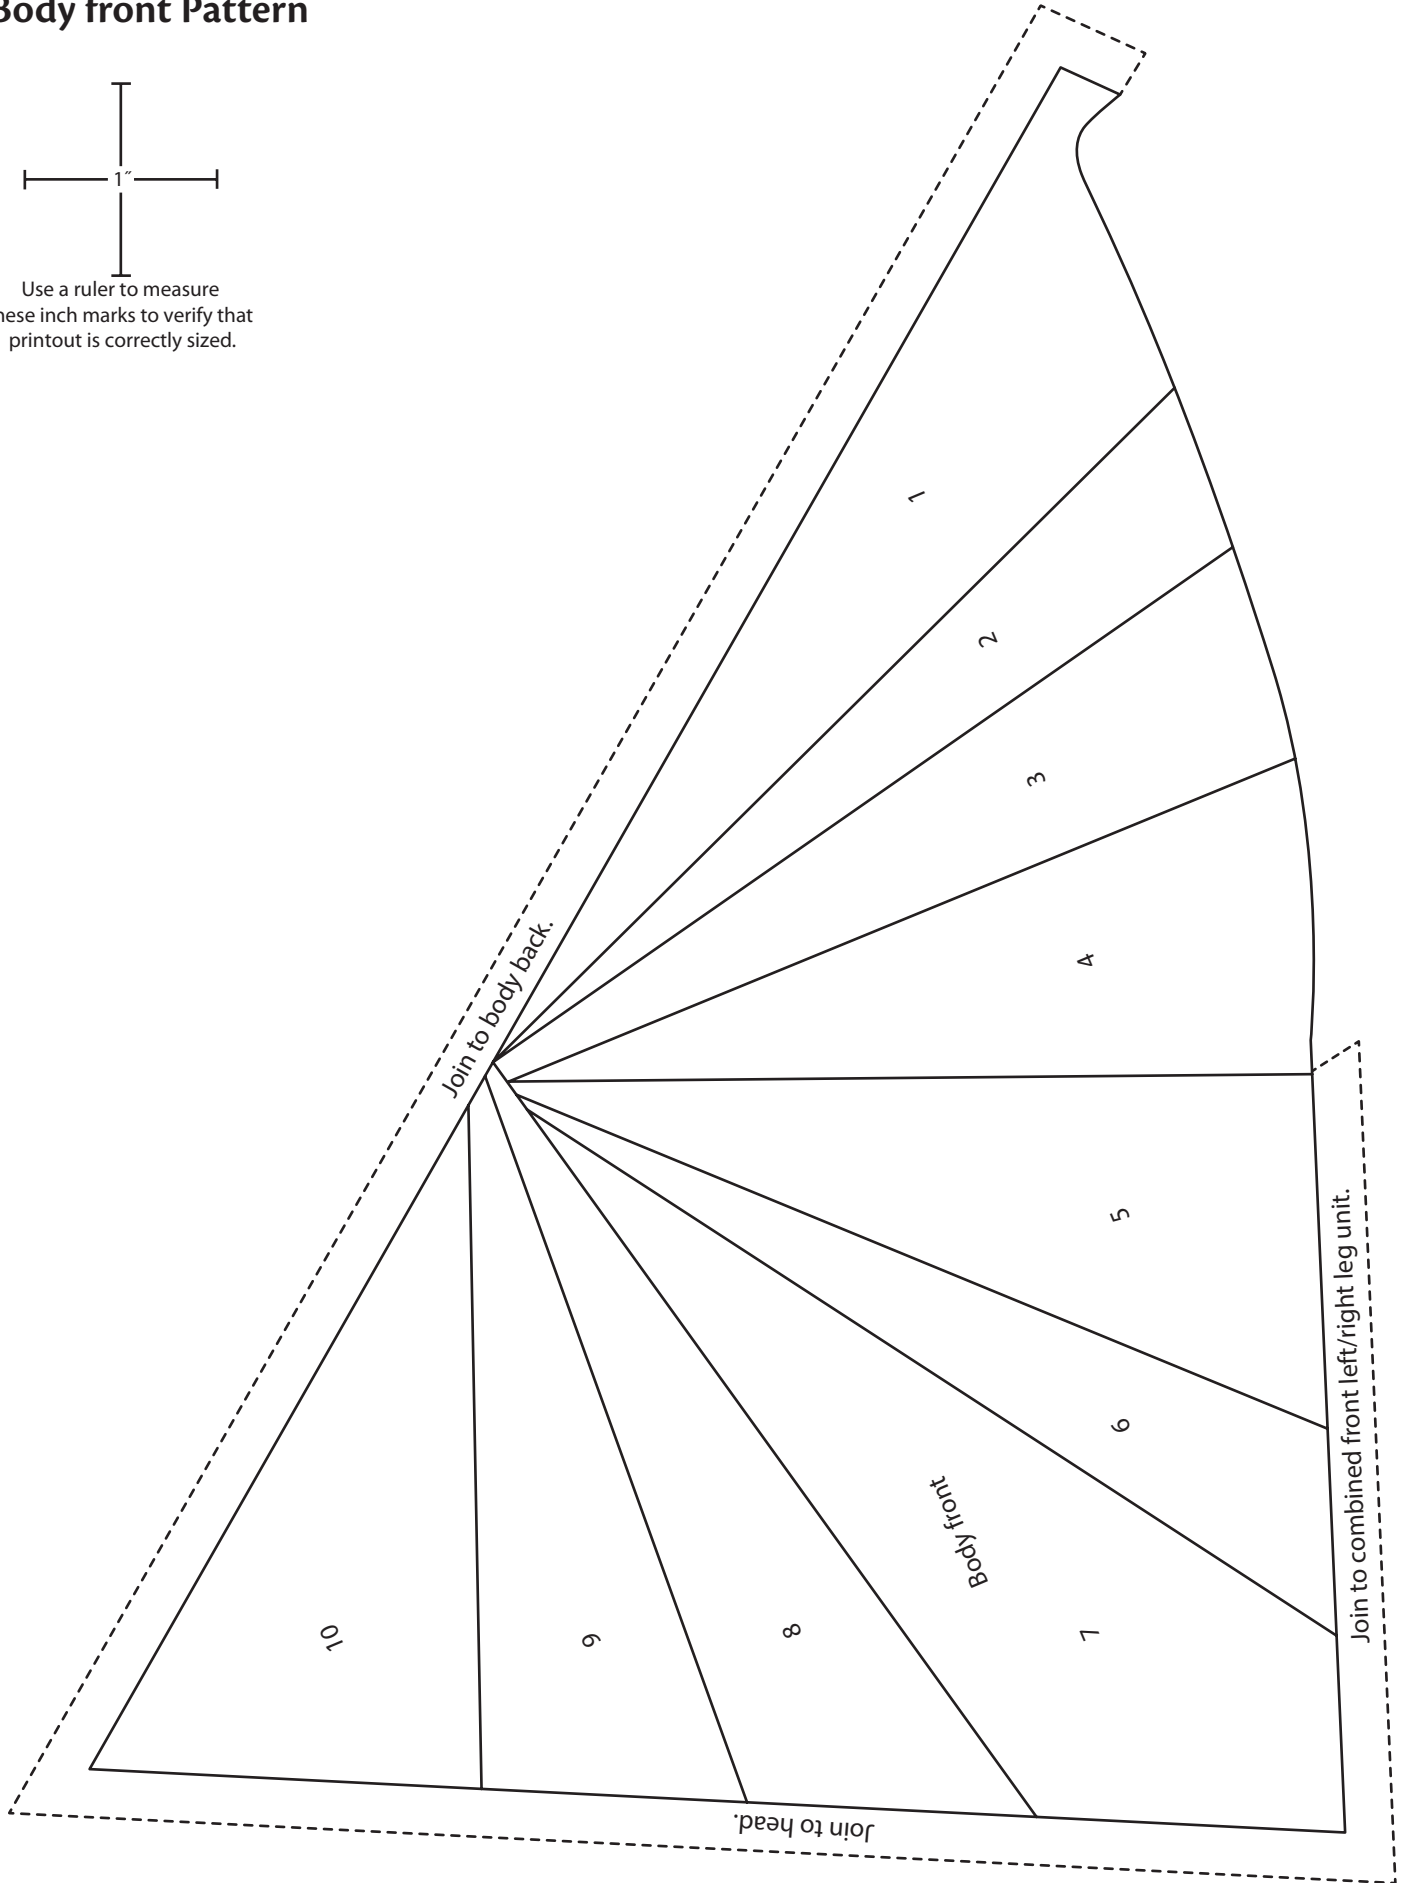 Body front Pattern
1″
Use a ruler to measure
hese inch marks to verify that
printout is correctly sized.
1
2
3
Join to body back.
4
5
Join to combined front left/right leg unit.
6
Body front
7
8
9
10
Join to head.